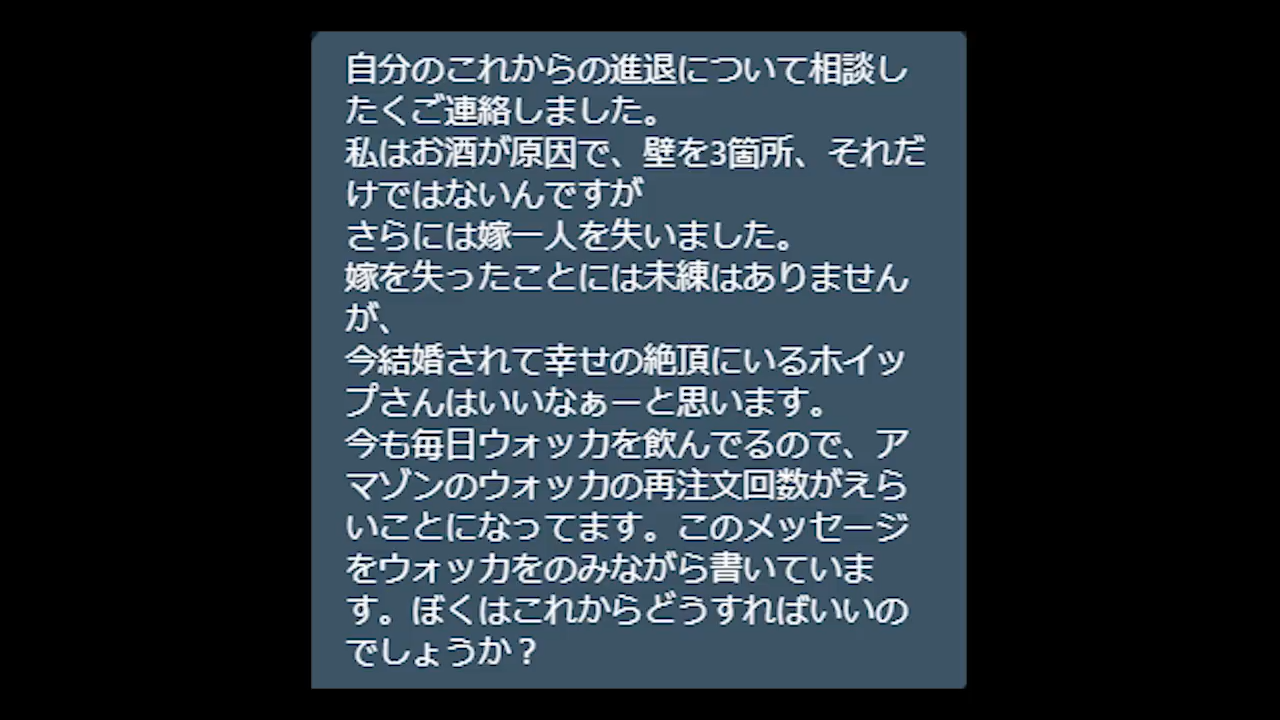 自分のこれからの進退について相談し
たくご連絡しました。
私はお酒が原因で、壁を3箇所、それだ
けではないんですが
さらには嫁一人を失いました。
嫁を失ったことには未練はありません
が、
今結婚されて幸せの絶頂にいるホイッ
プさんはいいなぁーと思います。
今も毎日ウォッカを飲んでるので、ア
マゾンのウォッカの再注文回数がえら
いことになってます。このメッセージ
をウォッカをのみながら書いていま
す。ぼくはこれからどうすればいいの
でしょうか？